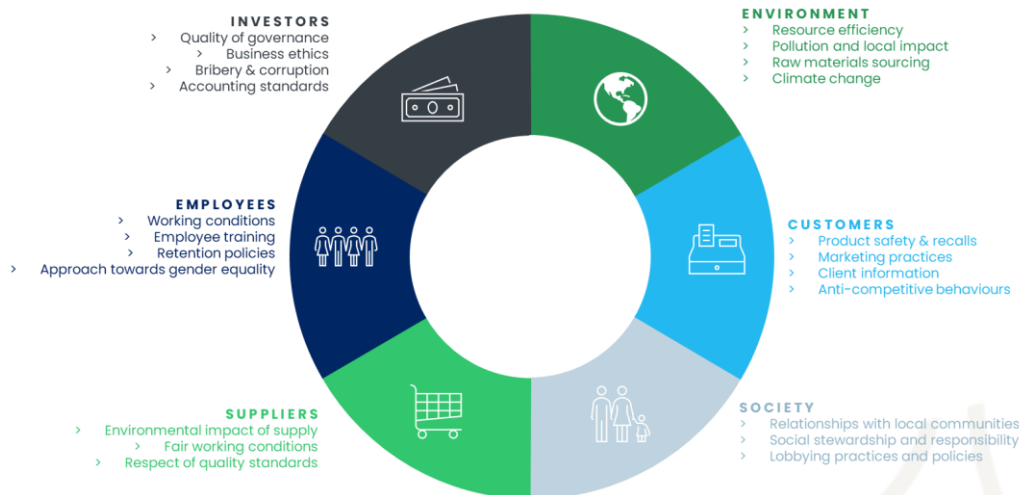 INVESTORS
> Quality of governance
> Business ethics
> Bribery & corruption
> Accounting standards
ENVIRONMENT
> Resource efficiency
> Pollution and local impact
> Raw materials sourcing
> Climate change
EMPLOYEES
> Working conditions
> Employee training
> Retention policies
> Approach towards gender equality
CUSTOMERS
> Product safety & recalls
> Marketing practices
> Client information
> Anti-competitive behaviours
SUPPLIERS
> Environmental impact of supply
> Fair working conditions
> Respect of quality standards
SOCIETY
> Relationships with local communities
> Social stewardship and responsibility
> Lobbying practices and policies